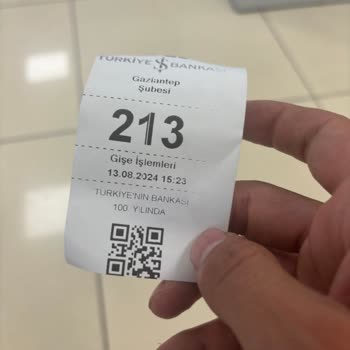 TÜRKİYE İŞ BANKASI
Gaziantep
Şubesi
213
Gişe İşlemleri
13.08.2024 15:23
TÜRKİYE'NİN BANKASI
100. YILINDA